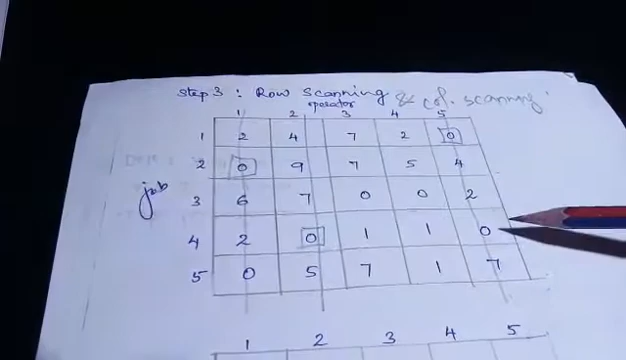 step 3 : Row scanning & col. scanning
operator
1 2 3 4 5
1 2 4 7 2 0
2 0 9 7 5 4
job 3 6 7 0 0 2
4 2 0 1 1 0
5 0 5 7 1 7
1 2 3 4 5